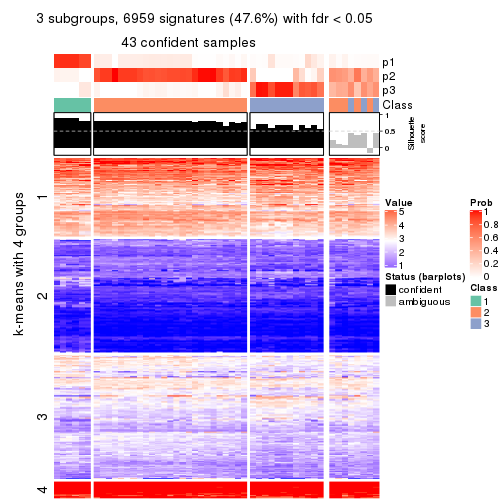 3 subgroups, 6959 signatures (47.6%) with fdr < 0.05
43 confident samples
p1
p2
p3
Class
1
0.5
0
Silhouette
score
k-means with 4 groups
1
2
3
4
Value
5
4
3
2
1
Status (barplots)
confident
ambiguous
Prob
1
0.8
0.6
0.4
0.2
0
Class
1
2
3